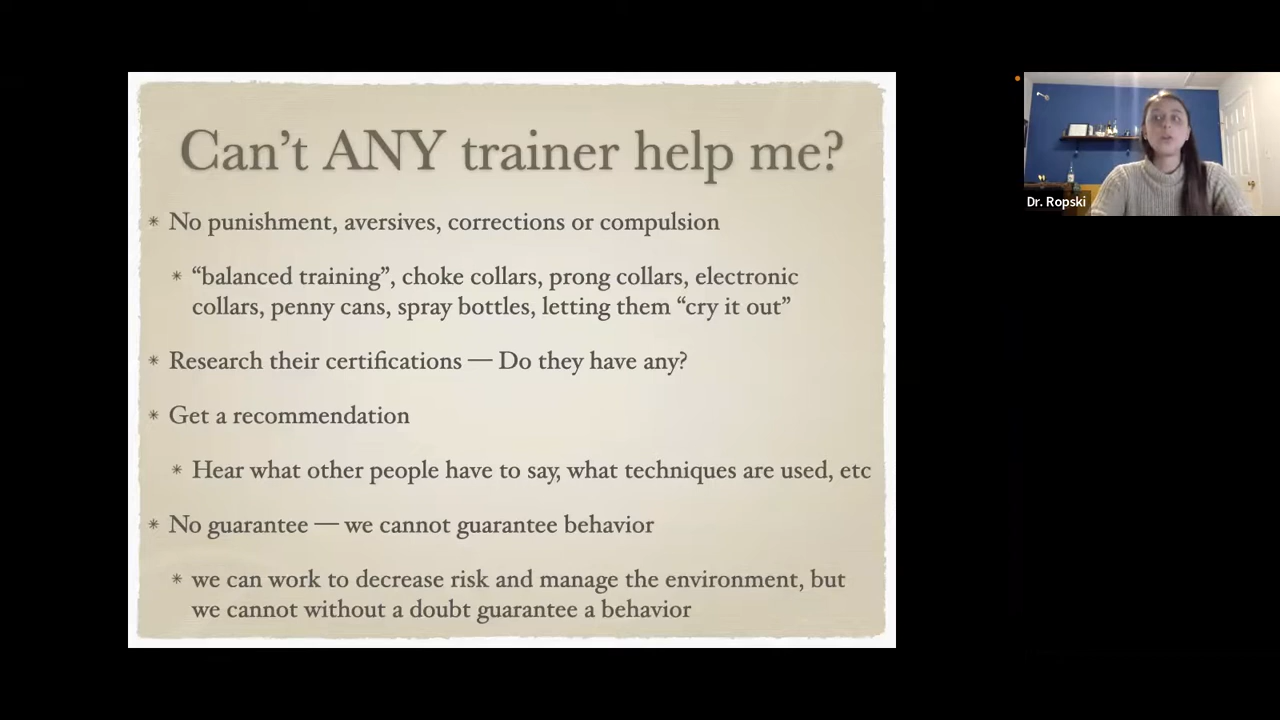 Can’t ANY trainer help me?
* No punishment, aversives, corrections or compulsion
* “balanced training”, choke collars, prong collars, electronic
collars, penny cans, spray bottles, letting them “cry it out”
* Research their certifications — Do they have any?
* Get a recommendation
* Hear what other people have to say, what techniques are used, etc
* No guarantee — we cannot guarantee behavior
* we can work to decrease risk and manage the environment, but
we cannot without a doubt guarantee a behavior
Dr. Ropski